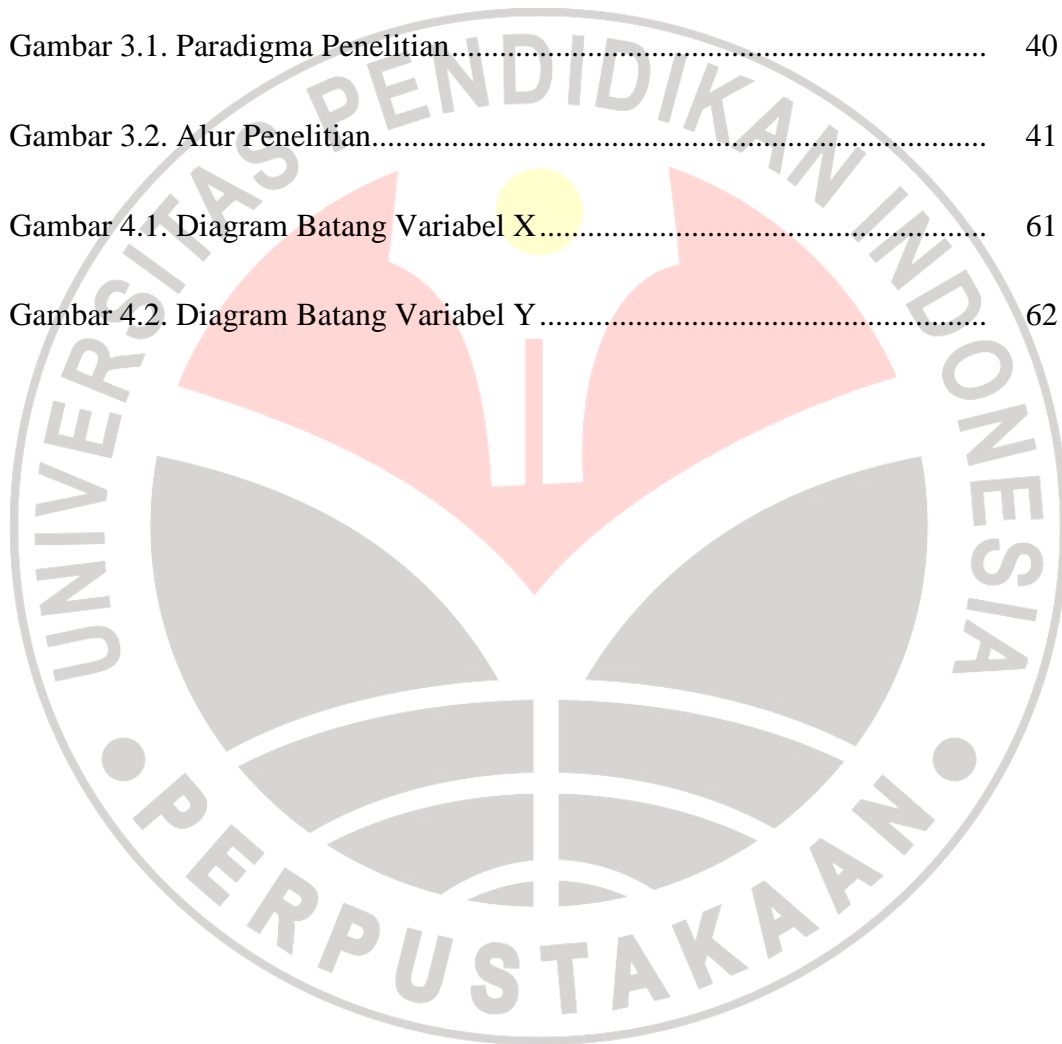 Gambar 3.1. Paradigma Penelitian.................................................................. 40
Gambar 3.2. Alur Penelitian............................................................................ 41
Gambar 4.1. Diagram Batang Variabel X....................................................... 61
Gambar 4.2. Diagram Batang Variabel Y....................................................... 62
UNIVERSITAS PENDIDIKAN INDONESIA
PERPUSTAKAAN